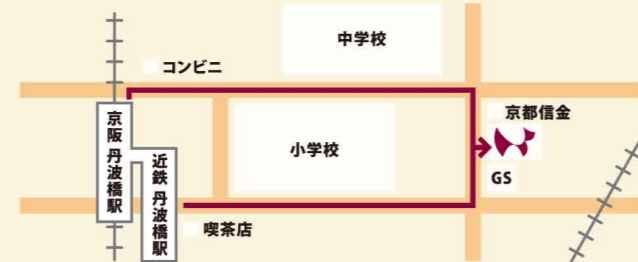 中学校
コンビニ
京都信金
京阪 丹波橋駅
近鉄 丹波橋駅
小学校
GS
喫茶店